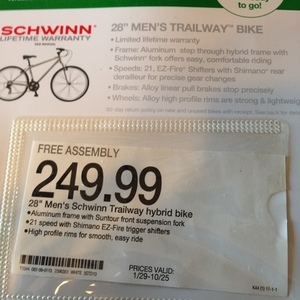 to go!
SCHWINN
LIFETIME WARRANTY
28" MEN'S TRAILWAY™ BIKE
• Limited lifetime warranty
• Frame: Aluminum step through hybrid frame with
Schwinn fork offers easy, comfortable riding
• Speeds: 21, EZ-Fire® Shifters with Shimano® rear
derailleur for precise gear changes
• Brakes: Alloy linear pull brakes stop precisely
• Wheels: Alloy high profile rims are strong & lightweight
FREE ASSEMBLY
249.99
28" Men's Schwinn Trailway hybrid bike
•Aluminum frame with Suntour front suspension fork
•21 speed with Shimano EZ-Fire trigger shifters
•High profile rims for smooth, easy ride
PRICES VALID:
1/29-10/25